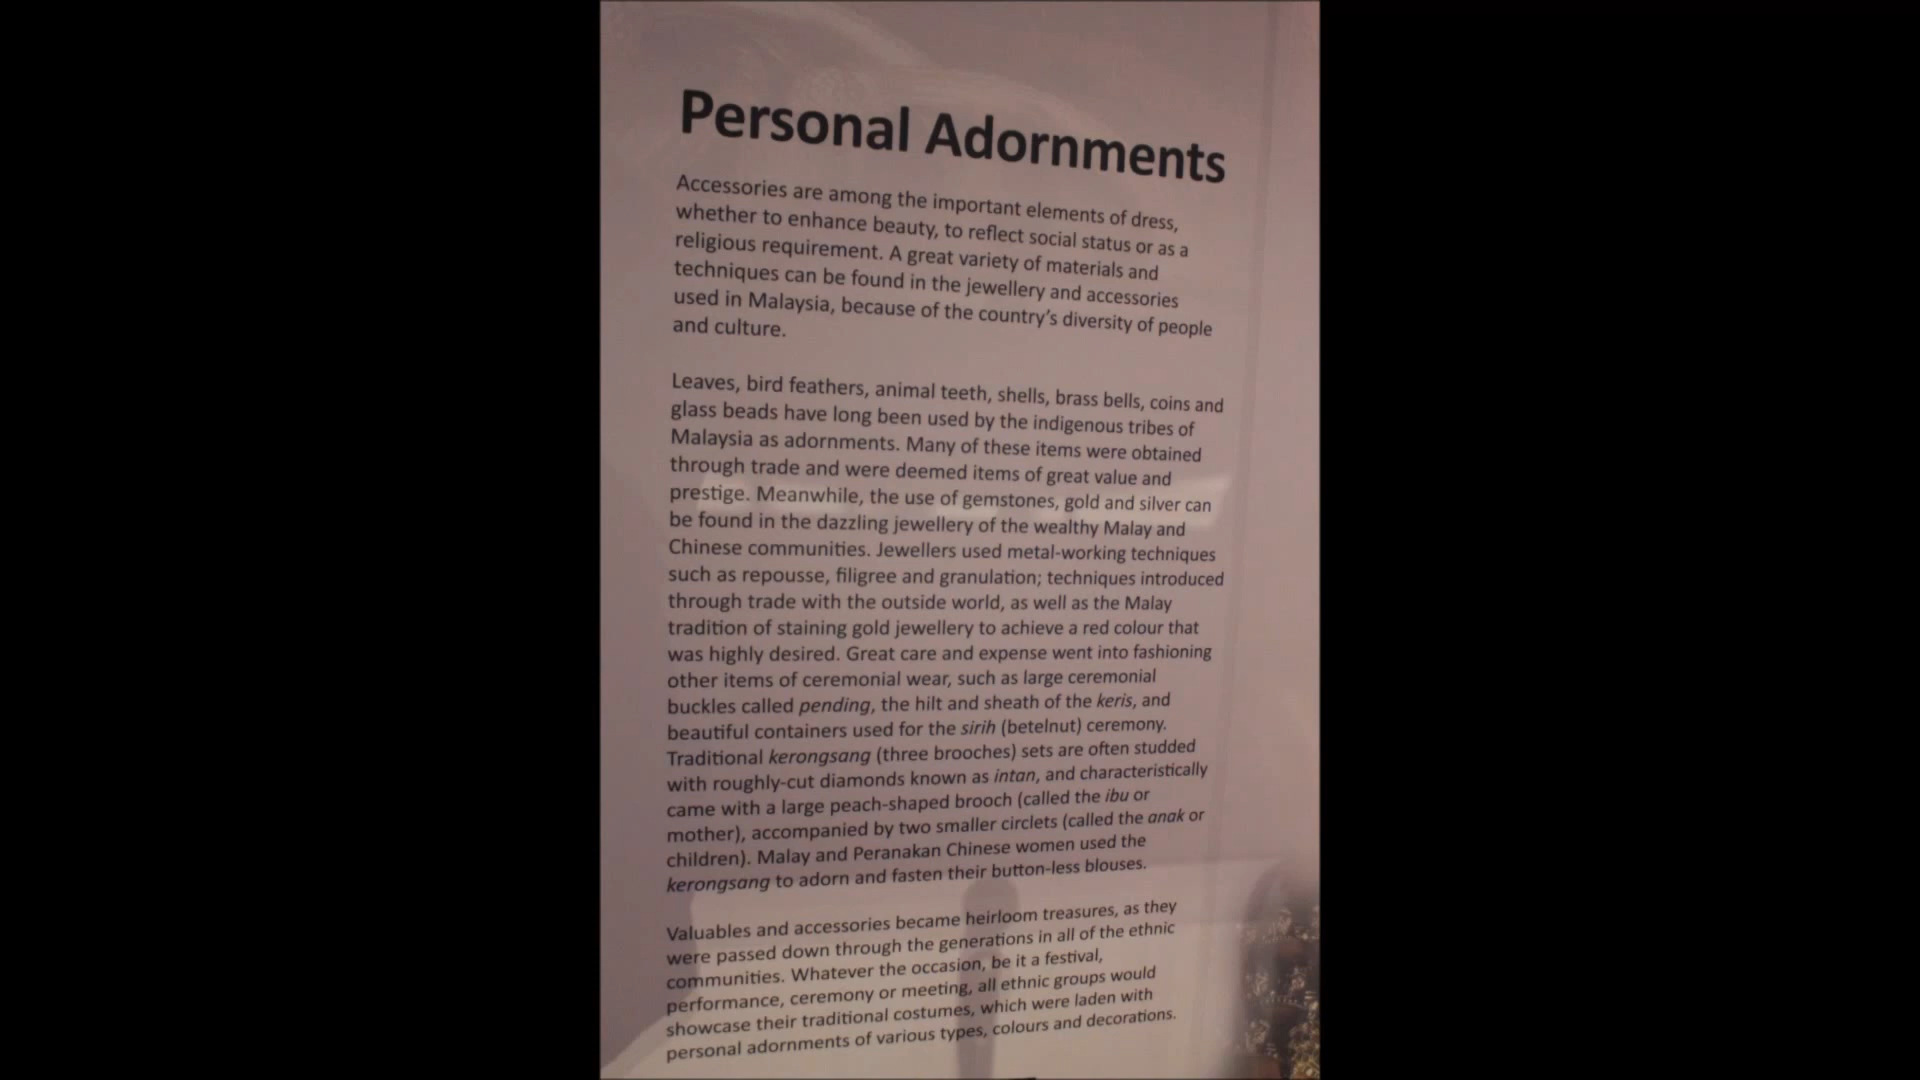 Personal Adornments
Accessories are among the important elements of dress,
whether to enhance beauty, to reflect social status or as a
religious requirement. A great variety of materials and
techniques can be found in the jewellery and accessories
used in Malaysia, because of the country's diversity of people
and culture.
Leaves, bird feathers, animal teeth, shells, brass bells, coins and
glass beads have long been used by the indigenous tribes of
Malaysia as adornments. Many of these items were obtained
through trade and were deemed items of great value and
prestige. Meanwhile, the use of gemstones, gold and silver can
be found in the dazzling jewellery of the wealthy Malay and
Chinese communities. Jewellers used metal-working techniques
such as repousse, filigree and granulation; techniques introduced
through trade with the outside world, as well as the Malay
tradition of staining gold jewellery to achieve a red colour that
was highly desired. Great care and expense went into fashioning
other items of ceremonial wear, such as large ceremonial
buckles called pending, the hilt and sheath of the keris, and
beautiful containers used for the sirih (betelnut) ceremony.
Traditional kerongsang (three brooches) sets are often studded
with roughly-cut diamonds known as intan, and characteristically
came with a large peach-shaped brooch (called the ibu or
mother), accompanied by two smaller circlets (called the anak or
children). Malay and Peranakan Chinese women used the
kerongsang to adorn and fasten their button-less blouses.
Valuables and accessories became heirloom treasures, as they
were passed down through the generations in all of the ethnic
communities. Whatever the occasion, be it a festival,
performance, ceremony or meeting, all ethnic groups would
showcase their traditional costumes, which were laden with
personal adornments of various types, colours and decorations.